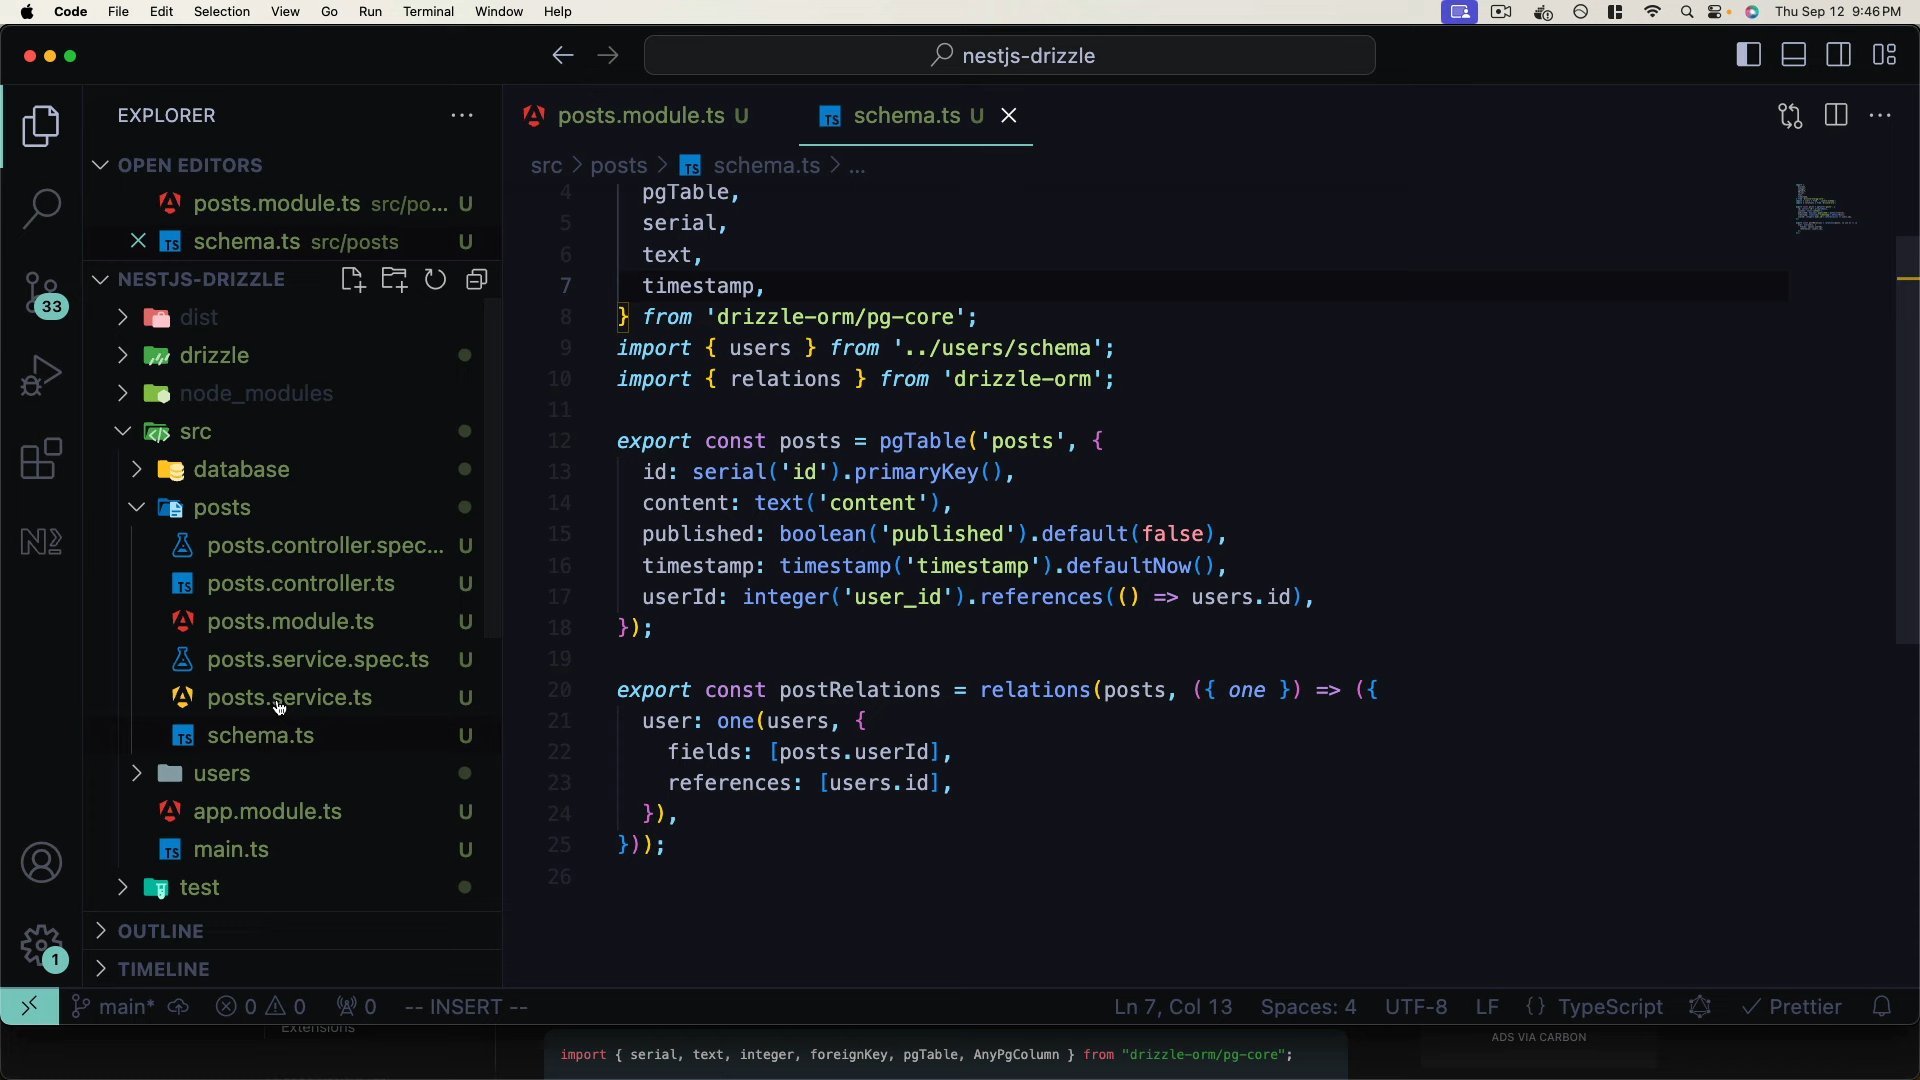 Code File Edit Selection View Go Run Terminal Window Help
Thu Sep 12 9:46 PM
nestjs-drizzle
EXPLORER
OPEN EDITORS
posts.module.ts src/po... U
schema.ts src/posts U
NESTJS-DRIZZLE
dist
drizzle
node_modules
src
database
posts
posts.controller.spec... U
posts.controller.ts U
posts.module.ts U
posts.service.spec.ts U
posts.service.ts U
schema.ts U
users
app.module.ts U
main.ts U
test
OUTLINE
TIMELINE
33
1
posts.module.ts U
schema.ts U
src > posts > TS schema.ts > ...
4 pgTable,
5 serial,
6 text,
7 timestamp,
8 } from 'drizzle-orm/pg-core';
9 import { users } from '../users/schema';
10 import { relations } from 'drizzle-orm';
11
12 export const posts = pgTable('posts', {
13 id: serial('id').primaryKey(),
14 content: text('content'),
15 published: boolean('published').default(false),
16 timestamp: timestamp('timestamp').defaultNow(),
17 userId: integer('user_id').references(() => users.id),
18 });
19
20 export const postRelations = relations(posts, ({ one }) => ({
21 user: one(users, {
22 fields: [posts.userId],
23 references: [users.id],
24 }),
25 }));
26
main* 0 0 0 -- INSERT -- Ln 7, Col 13 Spaces: 4 UTF-8 LF {} TypeScript Prettier
Extensions
import { serial, text, integer, foreignKey, pgTable, AnyPgColumn } from "drizzle-orm/pg-core";
ADS VIA CARBON